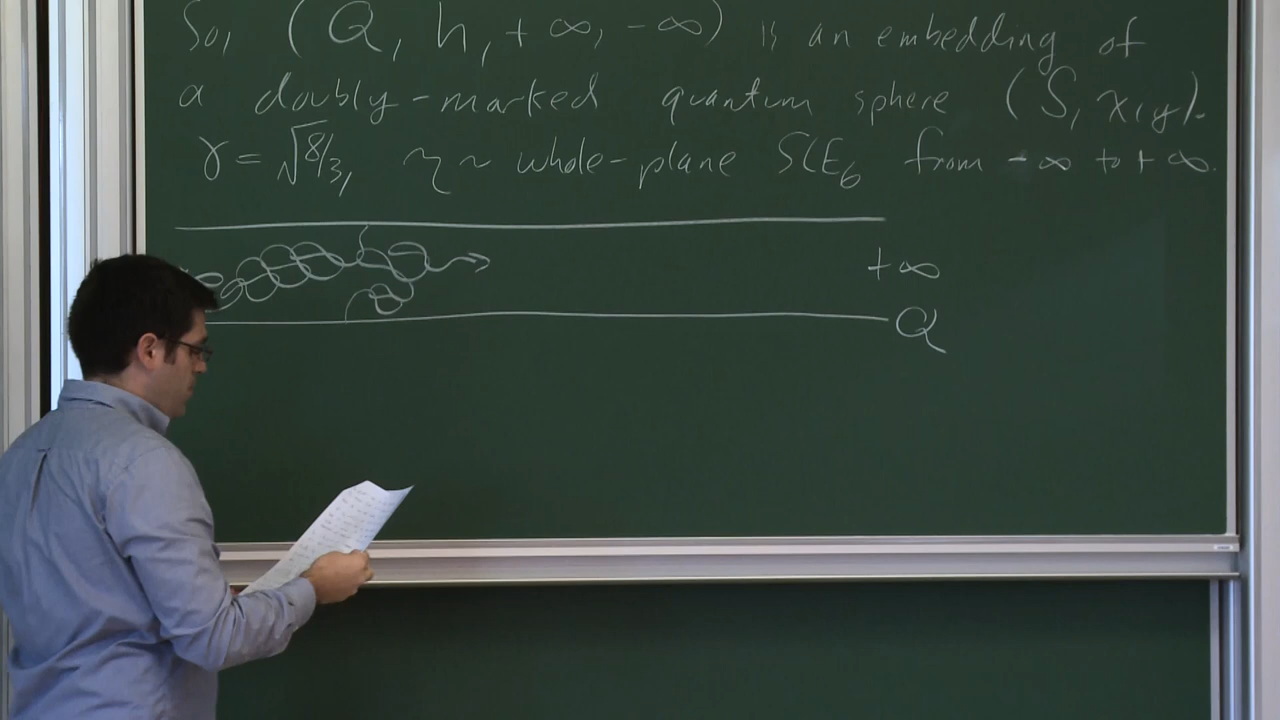 So, (Q, h, +∞, -∞) is an embedding of
a doubly-marked quantum sphere (S, x, y).
γ = √8/3, η ~ whole-plane SLE₆ from -∞ to +∞.
+∞
Q